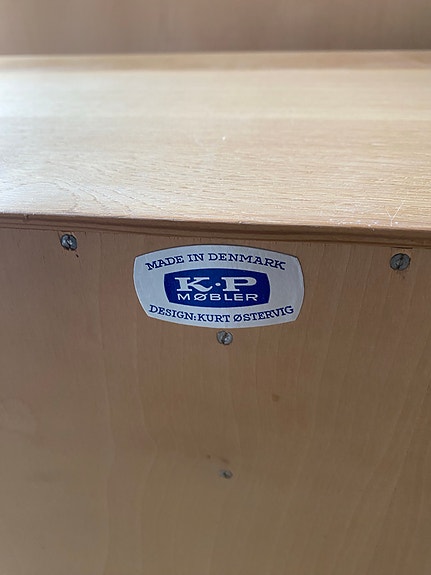 MADE IN DENMARK
K·P
MØBLER
DESIGN:KURT ØSTERVIG